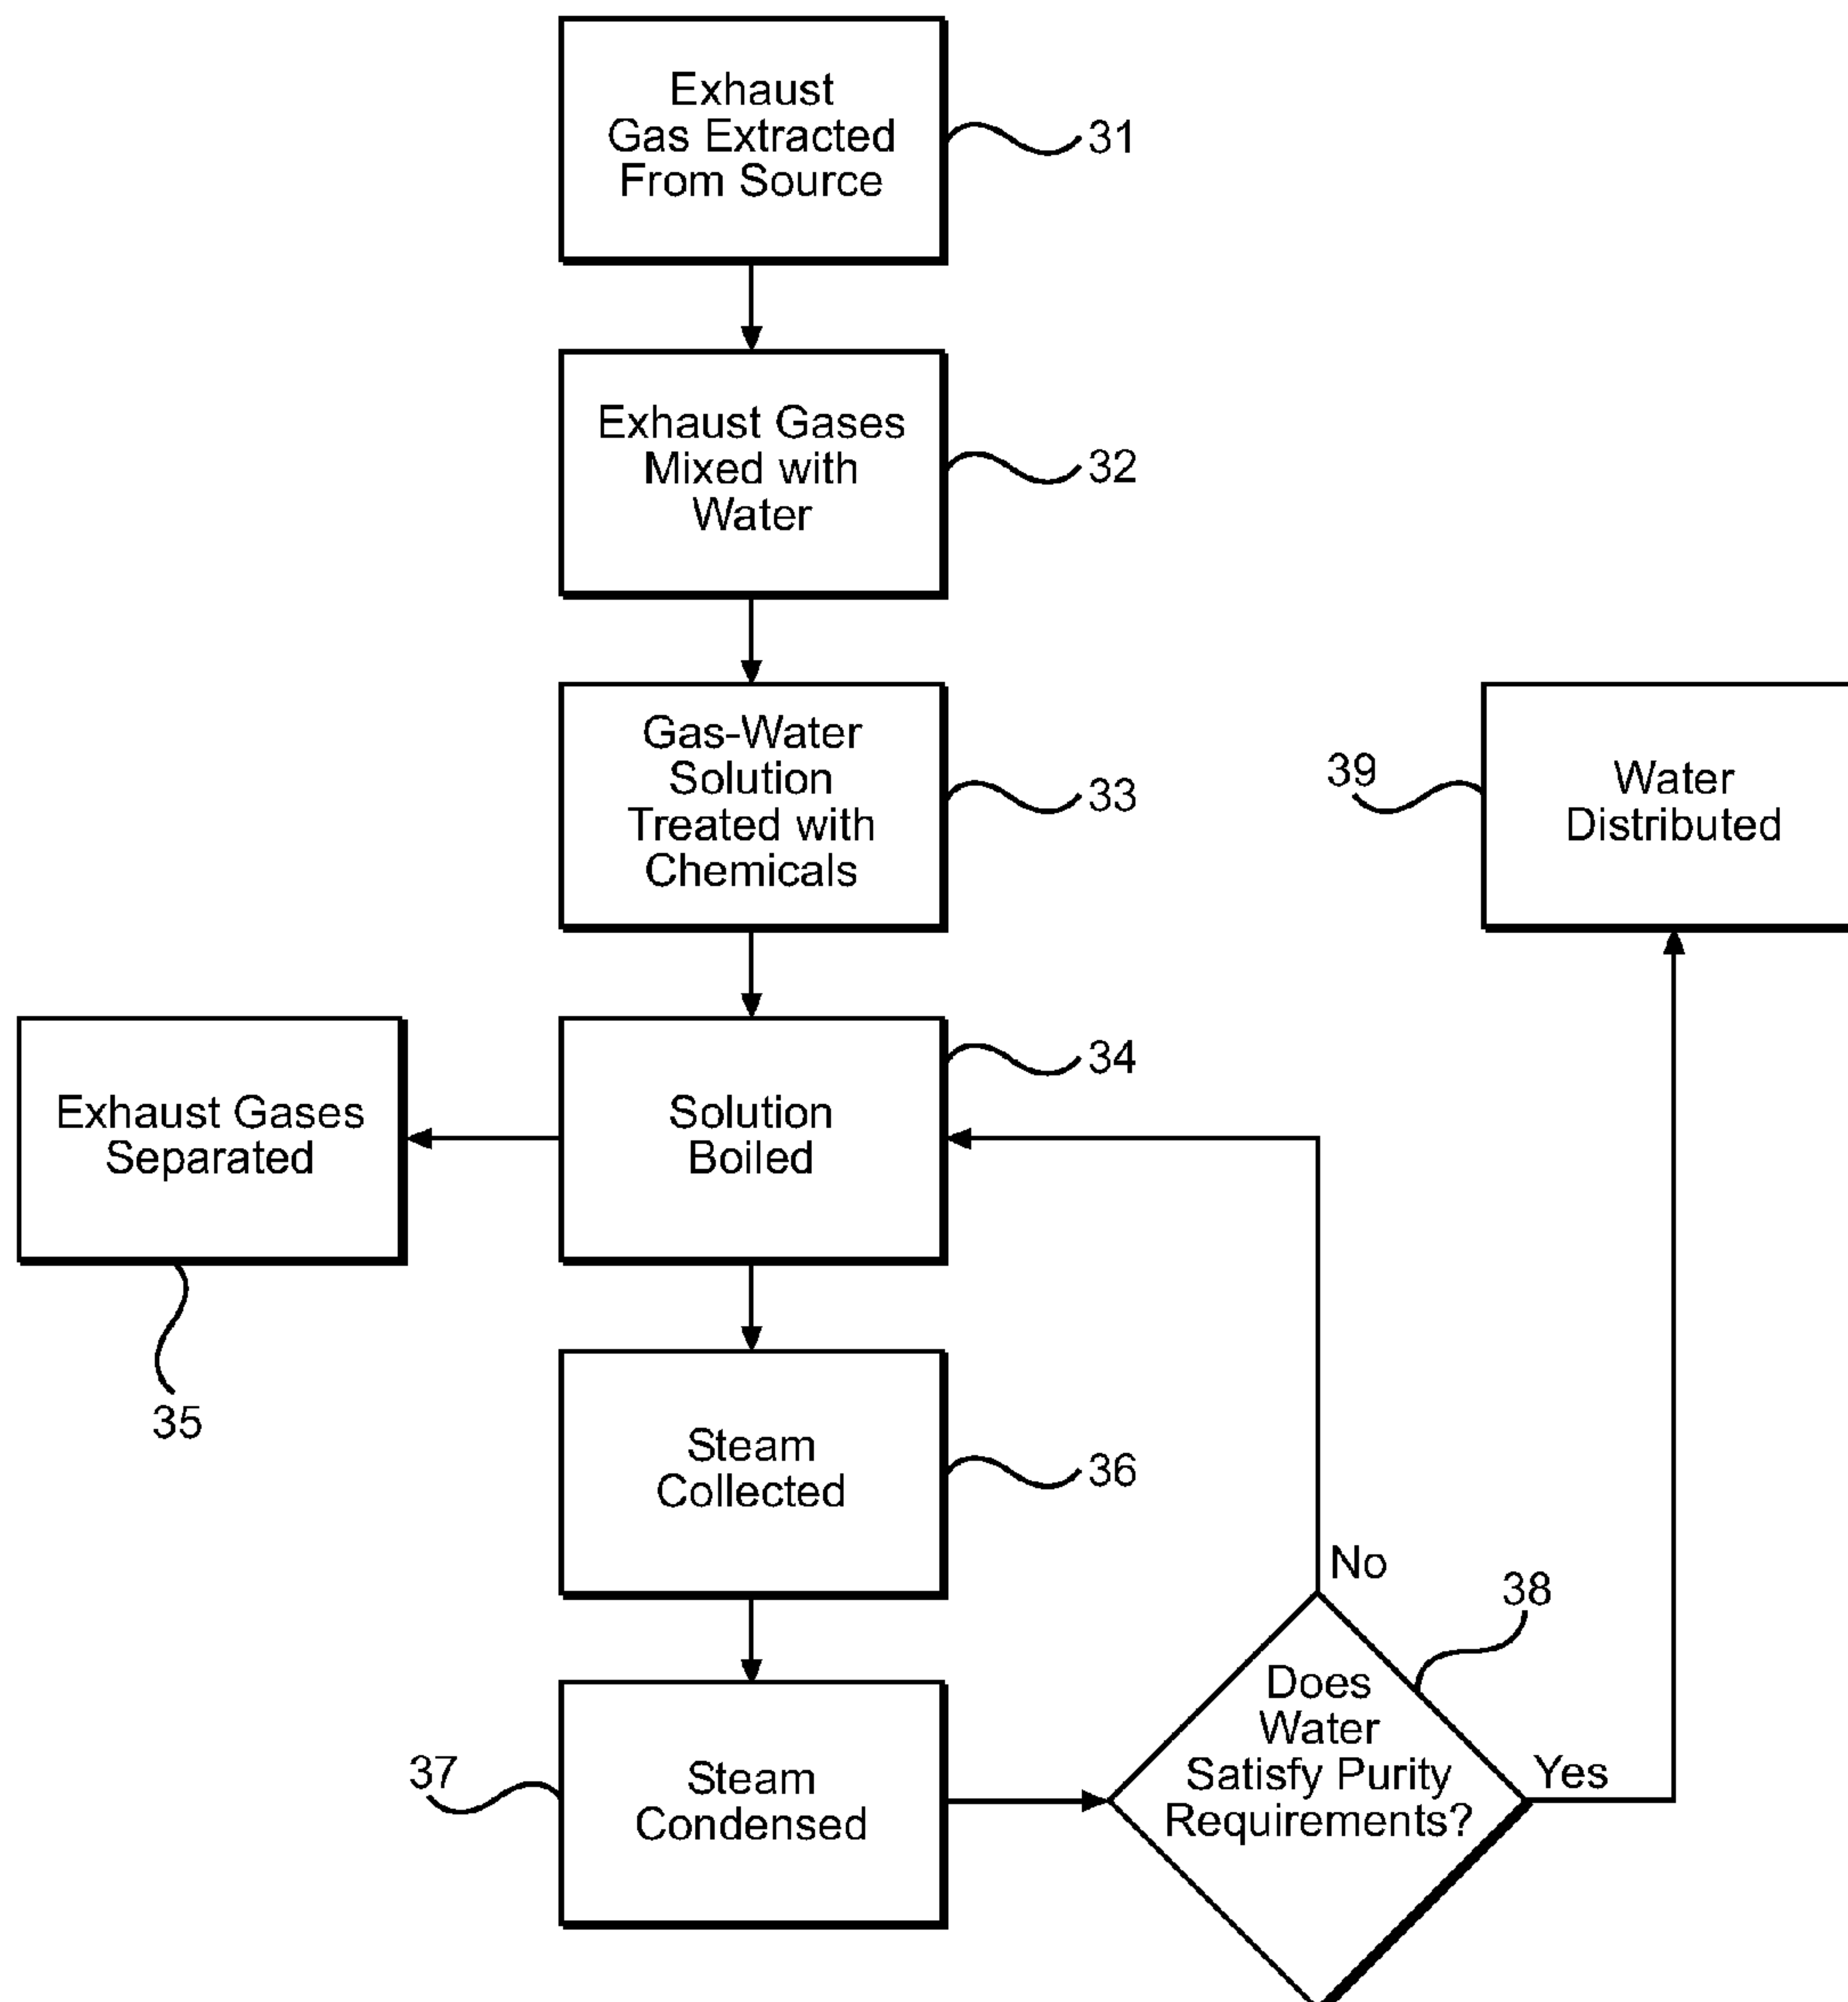 Exhaust
Gas Extracted
From Source
31
Exhaust Gases
Mixed with
Water
32
Gas-Water
Solution
Treated with
Chemicals
33
39
Water
Distributed
Exhaust Gases
Separated
35
Solution
Boiled
34
Steam
Collected
36
No
38
37
Steam
Condensed
Does
Water
Satisfy Purity
Requirements?
Yes